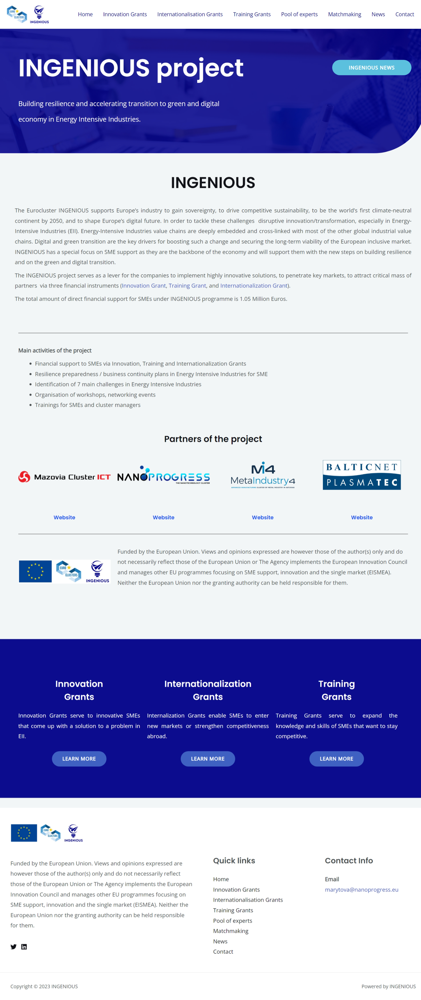 EURO
CLUSTERS
INGENIOUS
Home
Innovation Grants
Internationalisation Grants
Training Grants
Pool of experts
Matchmaking
News
Contact
INGENIOUS project
INGENIOUS NEWS
Building resilience and accelerating transition to green and digital
economy in Energy Intensive Industries.
INGENIOUS
The Eurocluster INGENIOUS supports Europe’s industry to gain sovereignty, to drive competitive sustainability, to be the world’s first climate-neutral
continent by 2050, and to shape Europe’s digital future. In order to tackle these challenges  disruptive innovation/transformation, especially in Energy-
Intensive Industries (EII). Energy-Intensive Industries value chains are deeply embedded and cross-linked with most of the other global industrial value
chains. Digital and green transition are the key drivers for boosting such a change and securing the long-term viability of the European inclusive market.
INGENIOUS has a special focus on SME support as they are the backbone of the economy and will support them with the new steps on building resilience
and on the green and digital transition.
The INGENIOUS project serves as a lever for the companies to implement highly innovative solutions, to penetrate key markets, to attract critical mass of
partners  via three financial instruments (Innovation Grant, Training Grant, and Internationalization Grant).
The total amount of direct financial support for SMEs under INGENIOUS programme is 1.05 Million Euros.
Main activities of the project
Financial support to SMEs via Innovation, Training and Internationalization Grants
Resilience preparedness / business continuity plans in Energy Intensive Industries for SME
Identification of 7 main challenges in Energy Intensive Industries
Organisation of workshops, networking events
Trainings for SMEs and cluster managers
Partners of the project
Mazovia Cluster ICT
NANOPROGRESS
THE NANOTECHNOLOGY CLUSTER
Mi4
MetaIndustry4
ADVANCED MANUFACTURING CLUSTER OF METAL INDUSTRY IN ASTURIAS
BALTICNET
PLASMATEC
Website
Website
Website
Website
EURO
CLUSTERS
INGENIOUS
Funded by the European Union. Views and opinions expressed are however those of the author(s) only and do
not necessarily reflect those of the European Union or The Agency implements the European Innovation Council
and manages other EU programmes focusing on SME support, innovation and the single market (EISMEA).
Neither the European Union nor the granting authority can be held responsible for them.
Innovation
Grants
Innovation Grants serve to innovative SMEs
that come up with a solution to a problem in
EII.
LEARN MORE
Internationalization
Grants
Internalization Grants enable SMEs to enter
new markets or strengthen competitiveness
abroad.
LEARN MORE
Training
Grants
Training Grants serve to expand the
knowledge and skills of SMEs that want to stay
competitive.
LEARN MORE
EURO
CLUSTERS
INGENIOUS
Funded by the European Union. Views and opinions expressed are
however those of the author(s) only and do not necessarily reflect
those of the European Union or The Agency implements the European
Innovation Council and manages other EU programmes focusing on
SME support, innovation and the single market (EISMEA). Neither the
European Union nor the granting authority can be held responsible
for them.
Quick links
Home
Innovation Grants
Internationalisation Grants
Training Grants
Pool of experts
Matchmaking
News
Contact
Contact Info
Email
marytova@nanoprogress.eu
Copyright © 2023 INGENIOUS
Powered by INGENIOUS